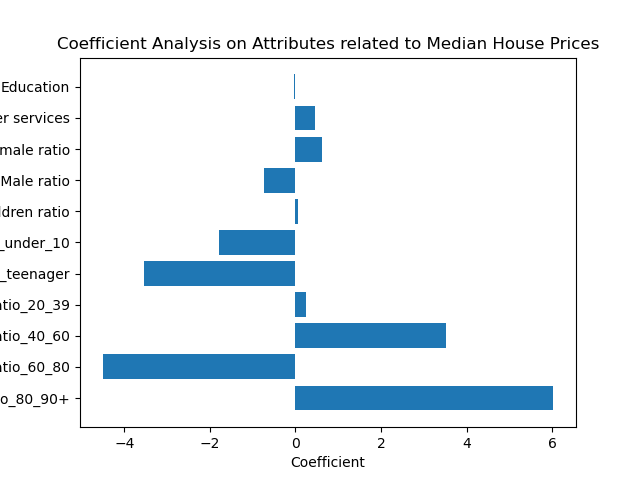 Coefficient Analysis on Attributes related to Median House Prices
Education
er services
male ratio
Male ratio
ldren ratio
_under_10
_teenager
atio_20_39
atio_40_60
atio_60_80
o_80_90+
−4 −2 0 2 4 6
Coefficient